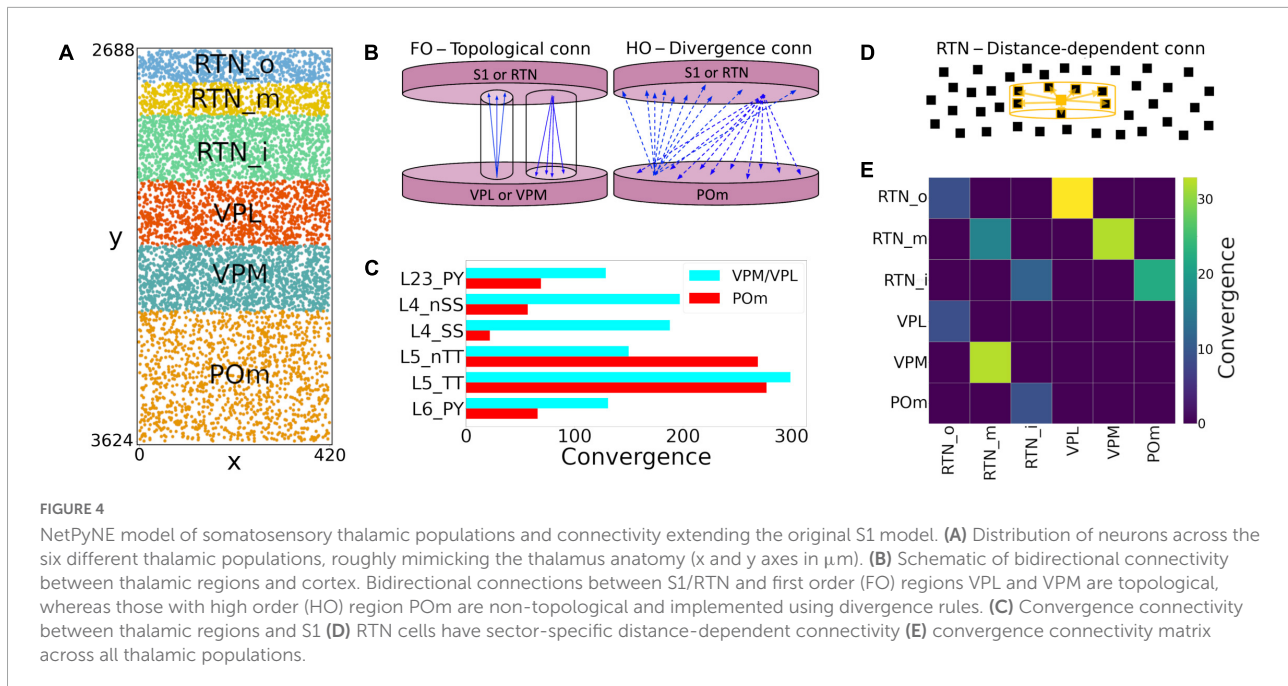 A
2688
RTN_o
RTN_m
RTN_i
VPL
VPM
POm
y
3624
0
x
420
B
FO – Topological conn
S1 or RTN
VPL or VPM
HO – Divergence conn
S1 or RTN
POm
C
VPM/VPL
POm
L23_PY
L4_nSS
L4_SS
L5_nTT
L5_TT
L6_PY
0 100 200 300
Convergence
D
RTN – Distance-dependent conn
E
RTN_o
RTN_m
RTN_i
VPL
VPM
POm
RTN_o RTN_m RTN_i VPL VPM POm
30
20
10
0
Convergence
FIGURE 4
NetPyNE model of somatosensory thalamic populations and connectivity extending the original S1 model. (A) Distribution of neurons across the
six different thalamic populations, roughly mimicking the thalamus anatomy (x and y axes in μm). (B) Schematic of bidirectional connectivity
between thalamic regions and cortex. Bidirectional connections between S1/RTN and first order (FO) regions VPL and VPM are topological,
whereas those with high order (HO) region POm are non-topological and implemented using divergence rules. (C) Convergence connectivity
between thalamic regions and S1 (D) RTN cells have sector-specific distance-dependent connectivity (E) convergence connectivity matrix
across all thalamic populations.